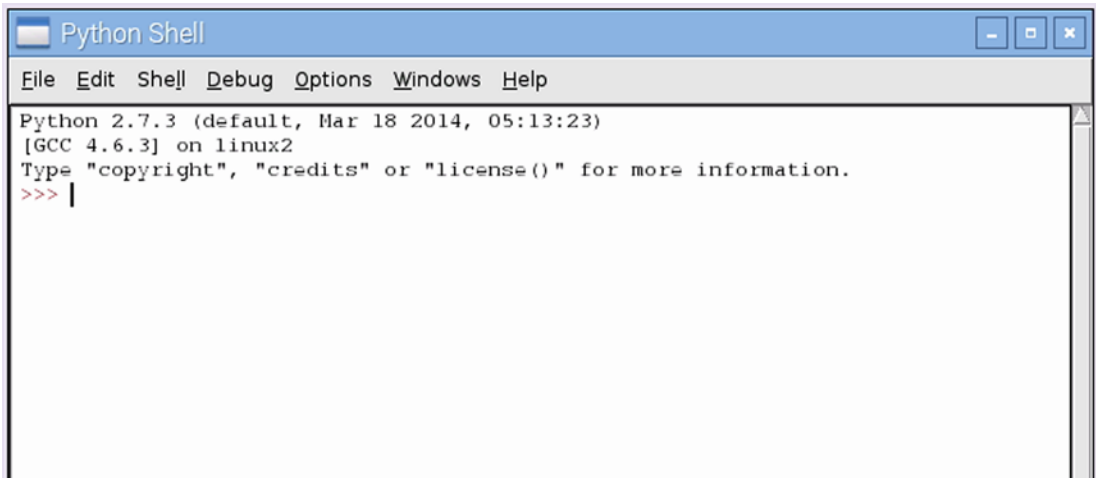 Python Shell
File Edit Shell Debug Options Windows Help
Python 2.7.3 (default, Mar 18 2014, 05:13:23)
[GCC 4.6.3] on linux2
Type "copyright", "credits" or "license()" for more information.
>>>